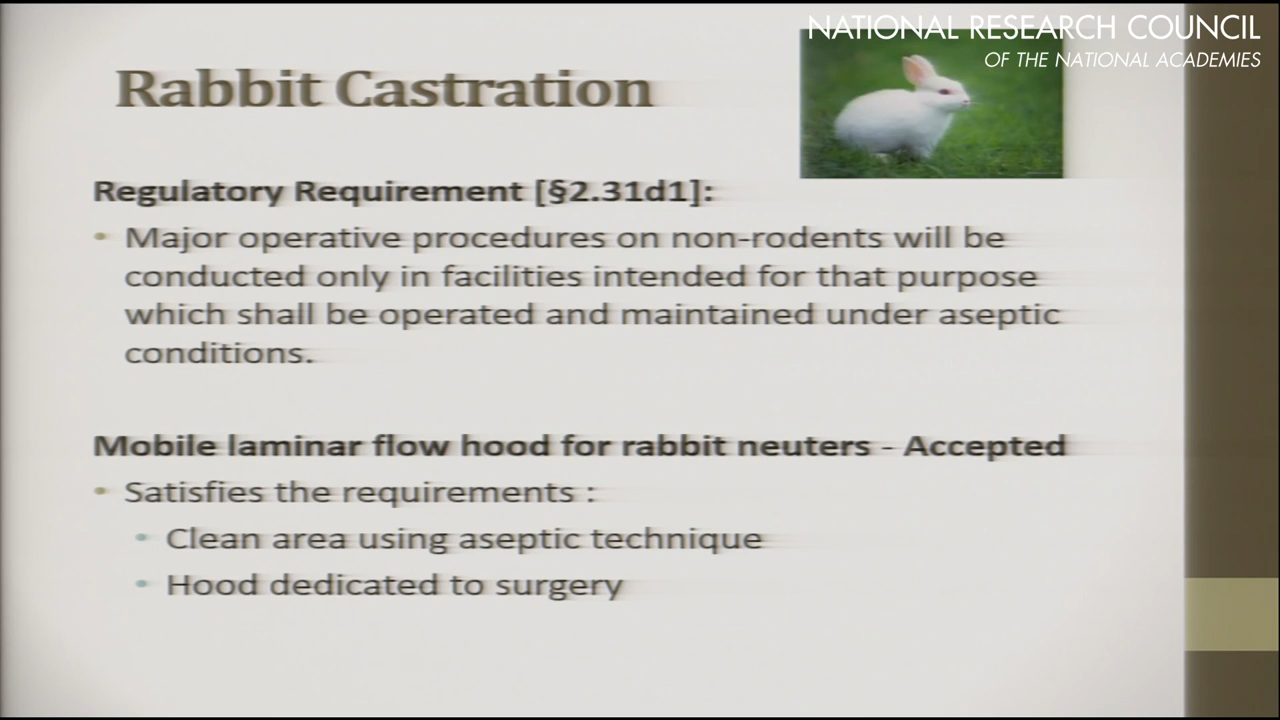 NATIONAL RESEARCH COUNCIL
OF THE NATIONAL ACADEMIES
Rabbit Castration
Regulatory Requirement [§2.31d1]:
• Major operative procedures on non-rodents will be
conducted only in facilities intended for that purpose
which shall be operated and maintained under aseptic
conditions.
Mobile laminar flow hood for rabbit neuters - Accepted
• Satisfies the requirements :
• Clean area using aseptic technique
• Hood dedicated to surgery